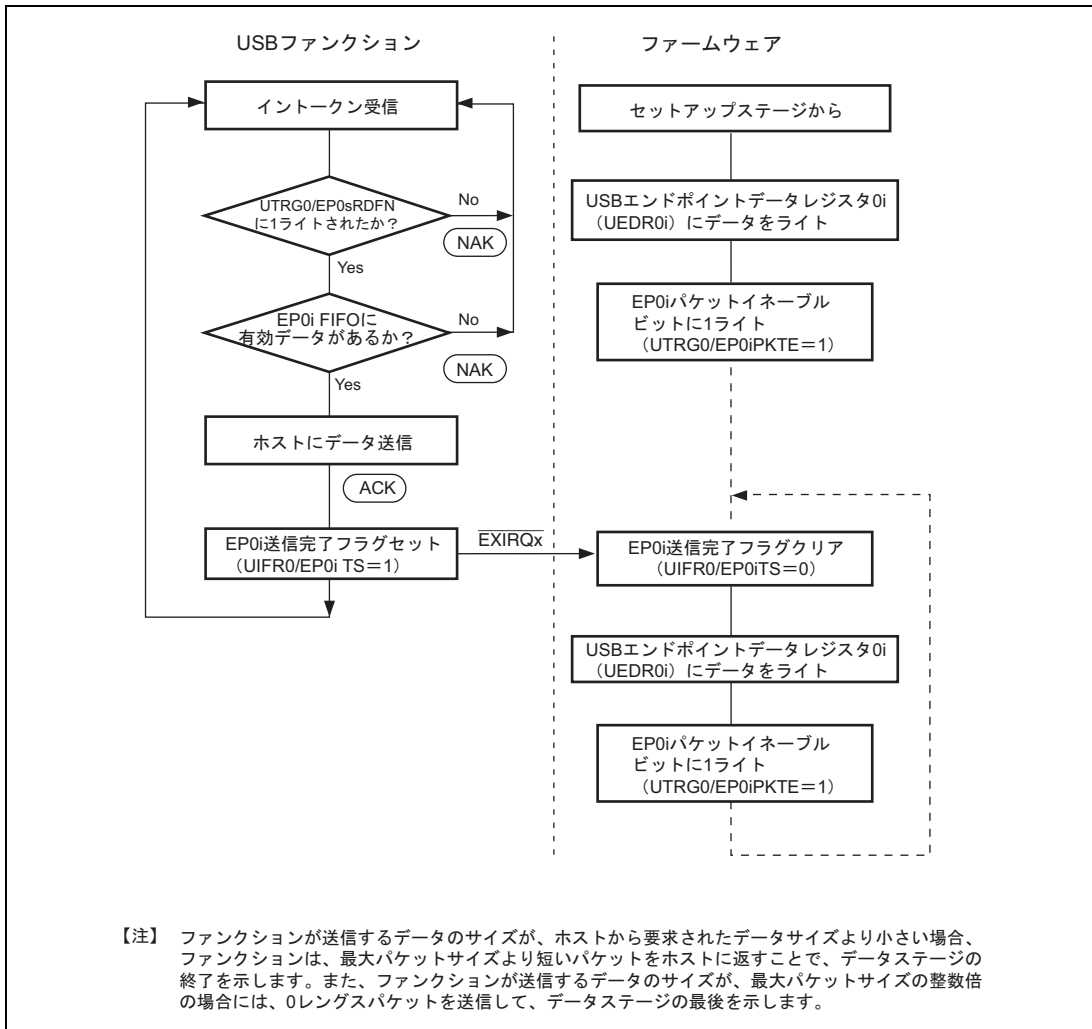 USBファンクション
イントークン受信
UTRG0/EP0sRDFN
に1ライトされたか？
No
NAK
Yes
EP0i FIFOに
有効データがあるか？
No
NAK
Yes
ホストにデータ送信
ACK
EP0i送信完了フラグセット
（UIFR0/EP0i TS＝1）
EXIRQx
ファームウェア
セットアップステージから
USBエンドポイントデータレジスタ0i
（UEDR0i）にデータをライト
EP0iパケットイネーブル
ビットに1ライト
（UTRG0/EP0iPKTE＝1）
EP0i送信完了フラグクリア
（UIFR0/EP0iTS＝0）
USBエンドポイントデータレジスタ0i
（UEDR0i）にデータをライト
EP0iパケットイネーブル
ビットに1ライト
（UTRG0/EP0iPKTE＝1）
【注】 ファンクションが送信するデータのサイズが、ホストから要求されたデータサイズより小さい場合、
ファンクションは、最大パケットサイズより短いパケットをホストに返すことで、データステージの
終了を示します。また、ファンクションが送信するデータのサイズが、最大パケットサイズの整数倍
の場合には、0レングスパケットを送信して、データステージの最後を示します。